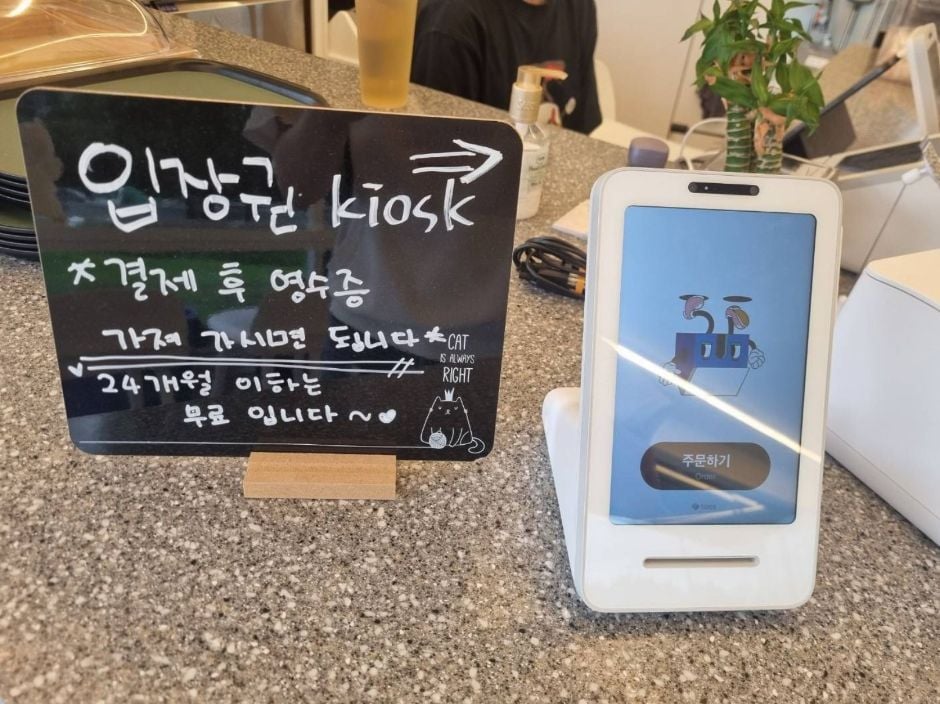 입장권 kiosk
*결제 후 영수증
가져 가시면 됩니다*
24개월 이하는
무료 입니다~
CAT
IS ALWAYS
RIGHT
주문하기
Order
toss